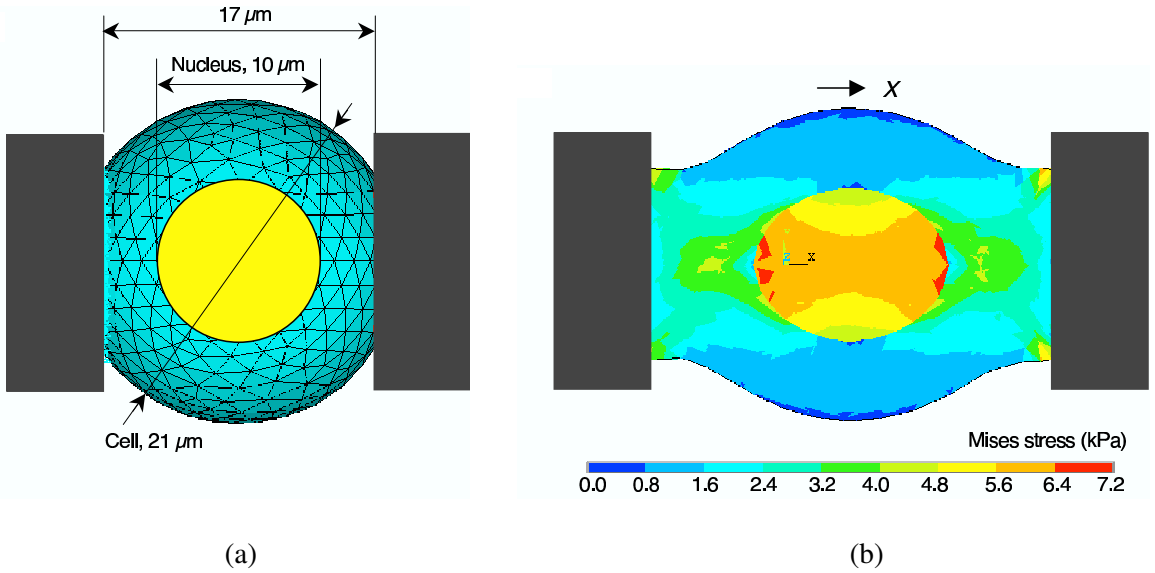 17 μm
Nucleus, 10 μm
Cell, 21 μm
(a)
x
z x
Mises stress (kPa)
0.0 0.8 1.6 2.4 3.2 4.0 4.8 5.6 6.4 7.2
(b)